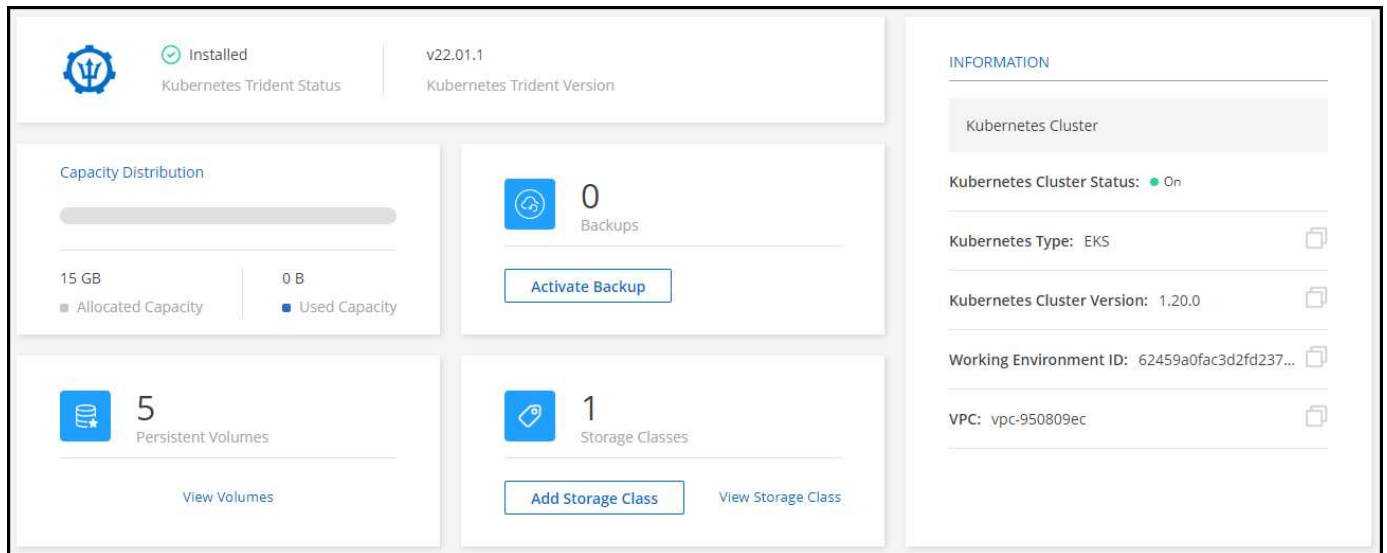 Installed
Kubernetes Trident Status
v22.01.1
Kubernetes Trident Version
Capacity Distribution
15 GB
Allocated Capacity
0 B
Used Capacity
0
Backups
Activate Backup
5
Persistent Volumes
View Volumes
1
Storage Classes
Add Storage Class
View Storage Class
INFORMATION
Kubernetes Cluster
Kubernetes Cluster Status: On
Kubernetes Type: EKS
Kubernetes Cluster Version: 1.20.0
Working Environment ID: 62459a0fac3d2fd237...
VPC: vpc-950809ec